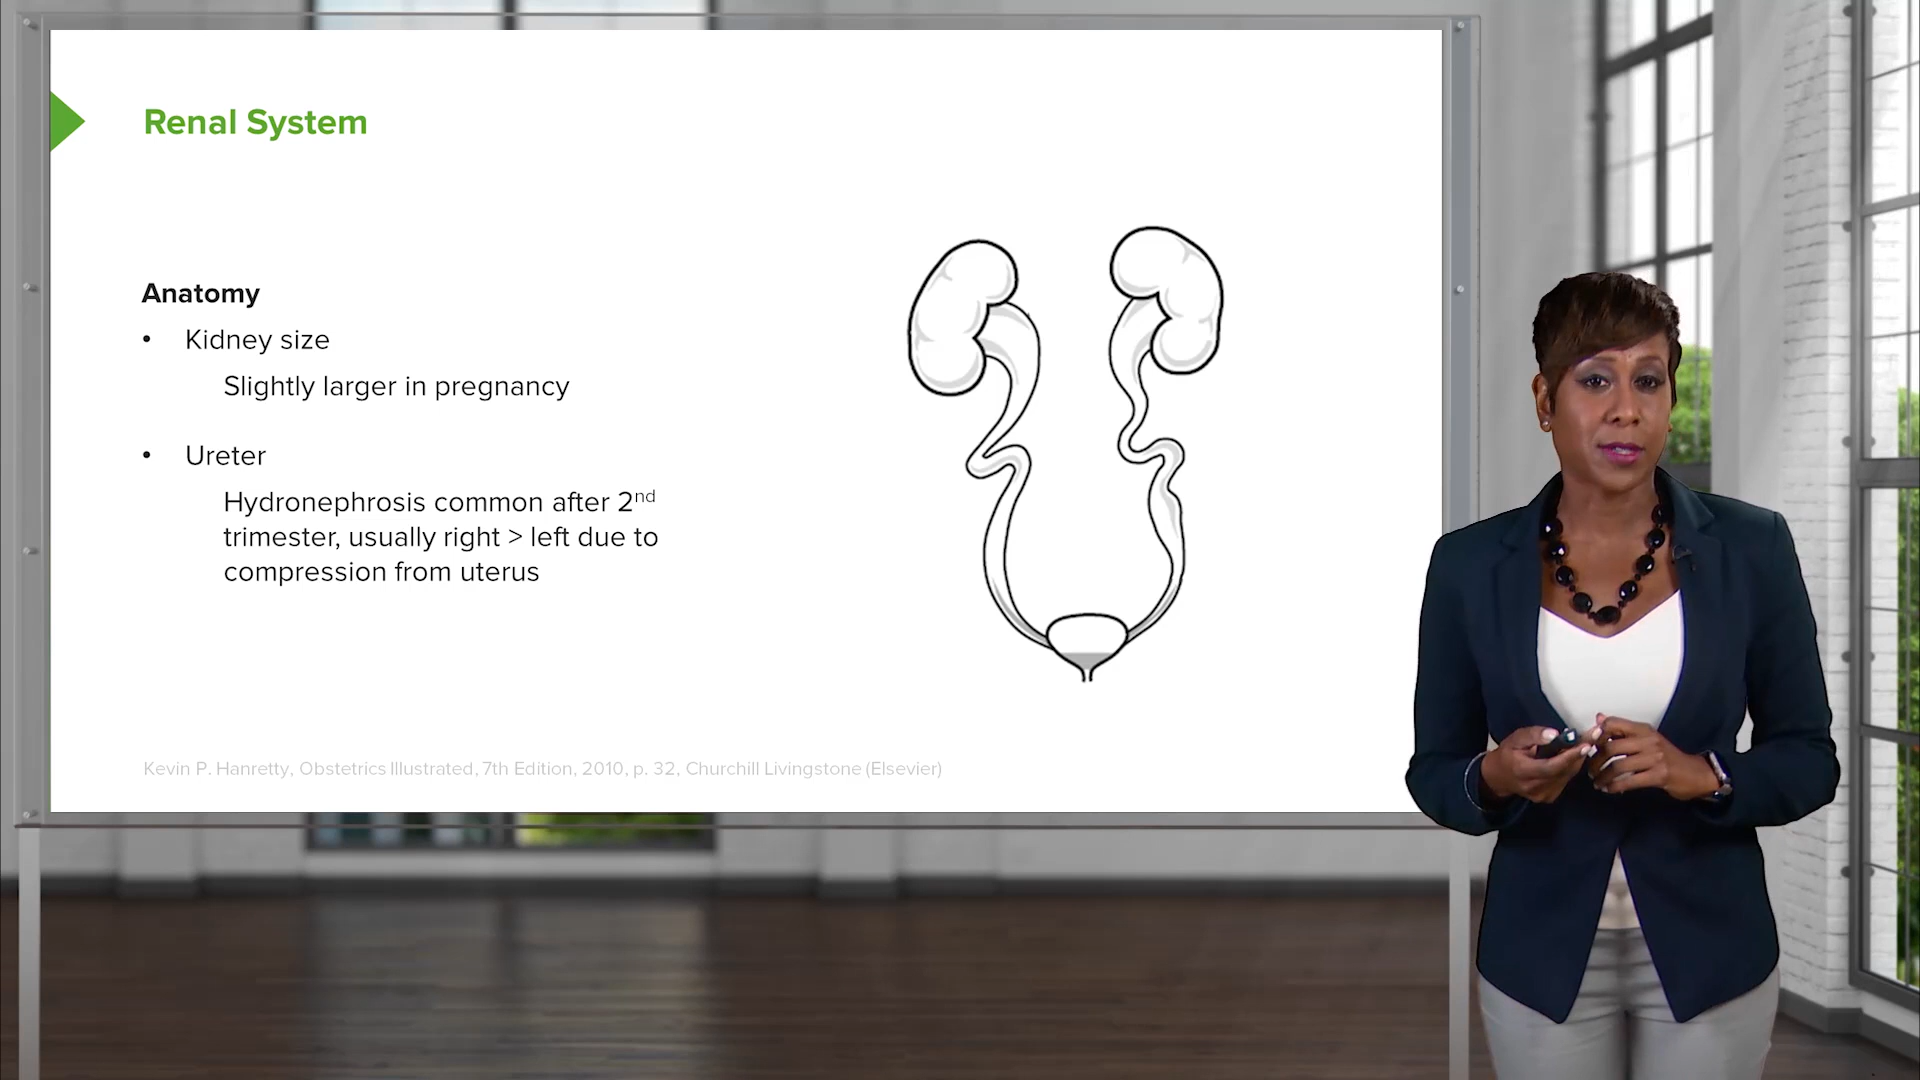 Renal System
Anatomy
• Kidney size
Slightly larger in pregnancy
• Ureter
Hydronephrosis common after 2nd
trimester, usually right > left due to
compression from uterus
Kevin P. Hanretty, Obstetrics Illustrated, 7th Edition, 2010, p. 32, Churchill Livingstone (Elsevier)